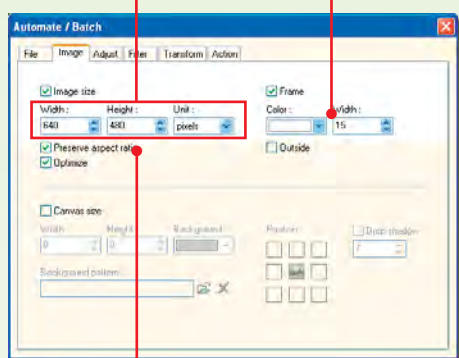 Automate / Batch
File Image Adjust Filter Transform Action
Image size Frame
Width : Height : Unit : Color : Width :
640 480 pixels 15
Preserve aspect ratio Outside
Optimize
Canvas size
Width Height Background Position Drop shadow
0 0 7
Background pattern